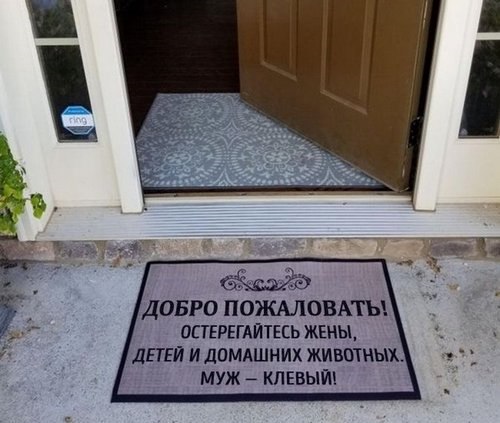 ring
ДОБРО ПОЖАЛОВАТЬ!
ОСТЕРЕГАЙТЕСЬ ЖЕНЫ,
ДЕТЕЙ И ДОМАШНИХ ЖИВОТНЫХ.
МУЖ – КЛЕВЫЙ!